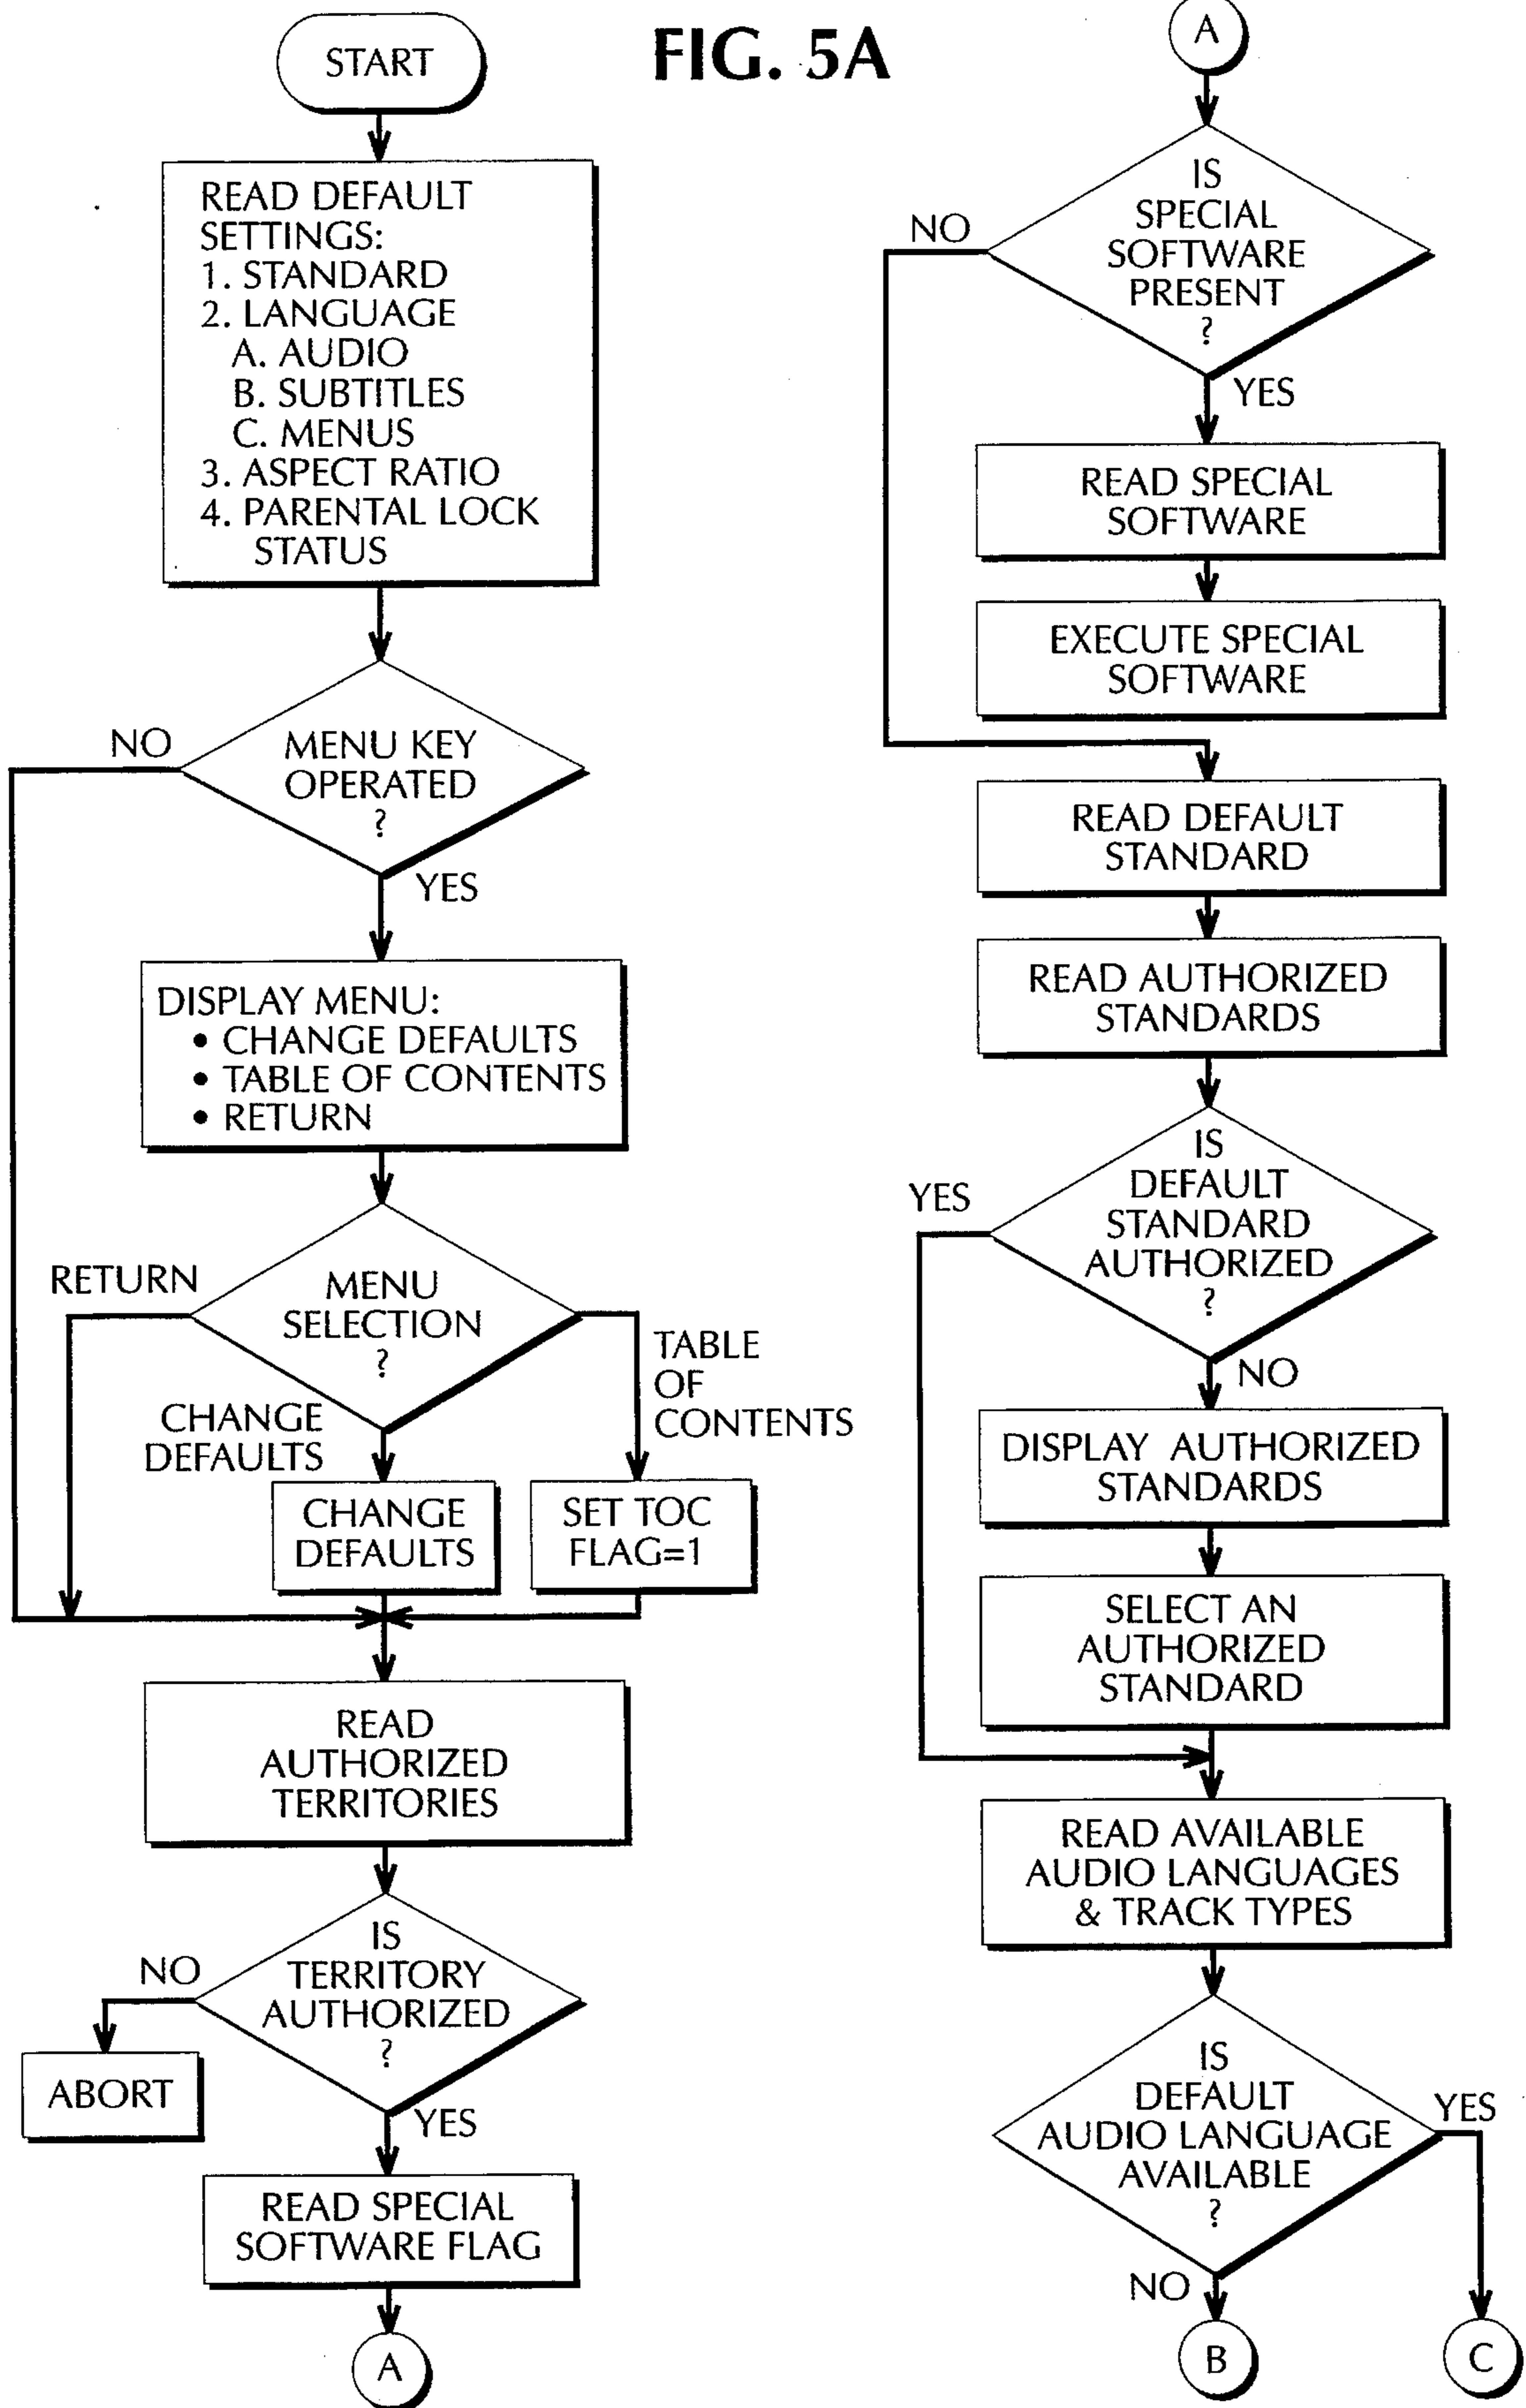 FIG. 5A
START
READ DEFAULT
SETTINGS:
1. STANDARD
2. LANGUAGE
A. AUDIO
B. SUBTITLES
C. MENUS
3. ASPECT RATIO
4. PARENTAL LOCK
STATUS
MENU KEY
OPERATED
?
NO
YES
DISPLAY MENU:
• CHANGE DEFAULTS
• TABLE OF CONTENTS
• RETURN
MENU
SELECTION
?
RETURN
CHANGE
DEFAULTS
TABLE
OF
CONTENTS
CHANGE
DEFAULTS
SET TOC
FLAG=1
READ
AUTHORIZED
TERRITORIES
IS
TERRITORY
AUTHORIZED
?
NO
ABORT
YES
READ SPECIAL
SOFTWARE FLAG
A
A
IS
SPECIAL
SOFTWARE
PRESENT
?
NO
YES
READ SPECIAL
SOFTWARE
EXECUTE SPECIAL
SOFTWARE
READ DEFAULT
STANDARD
READ AUTHORIZED
STANDARDS
IS
DEFAULT
STANDARD
AUTHORIZED
?
YES
NO
DISPLAY AUTHORIZED
STANDARDS
SELECT AN
AUTHORIZED
STANDARD
READ AVAILABLE
AUDIO LANGUAGES
& TRACK TYPES
IS
DEFAULT
AUDIO LANGUAGE
AVAILABLE
?
YES
NO
B
C